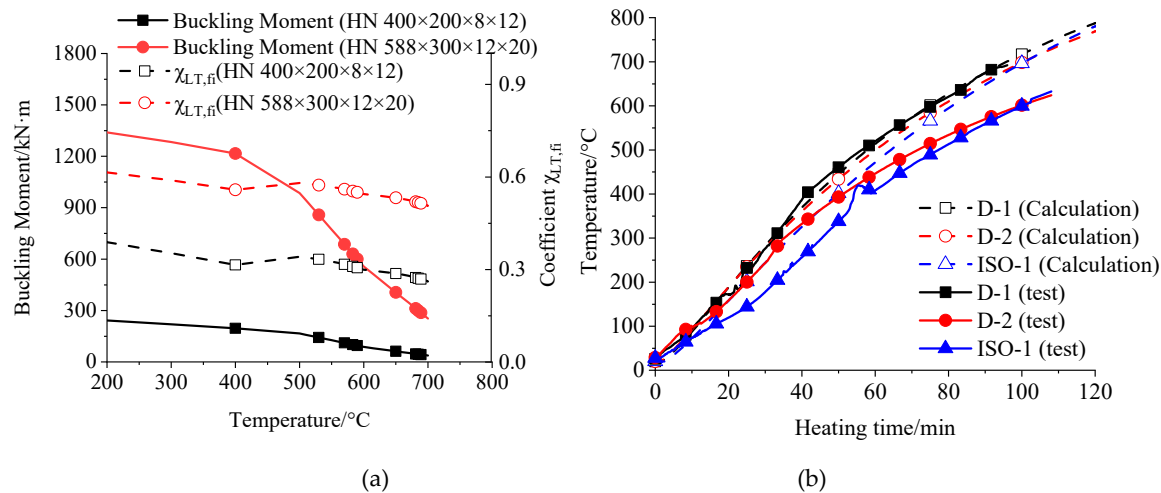 Buckling Moment (HN 400×200×8×12)
Buckling Moment (HN 588×300×12×20)
χLT,fi(HN 400×200×8×12)
χLT,fi(HN 588×300×12×20)
1800
1500
1200
900
600
300
0
Buckling Moment/kN·m
0.9
0.6
0.3
0.0
Coefficient χLT,fi
200 300 400 500 600 700 800
Temperature/°C
(a)
800
700
600
500
400
300
200
100
0
Temperature/°C
D-1 (Calculation)
D-2 (Calculation)
ISO-1 (Calculation)
D-1 (test)
D-2 (test)
ISO-1 (test)
0 20 40 60 80 100 120
Heating time/min
(b)